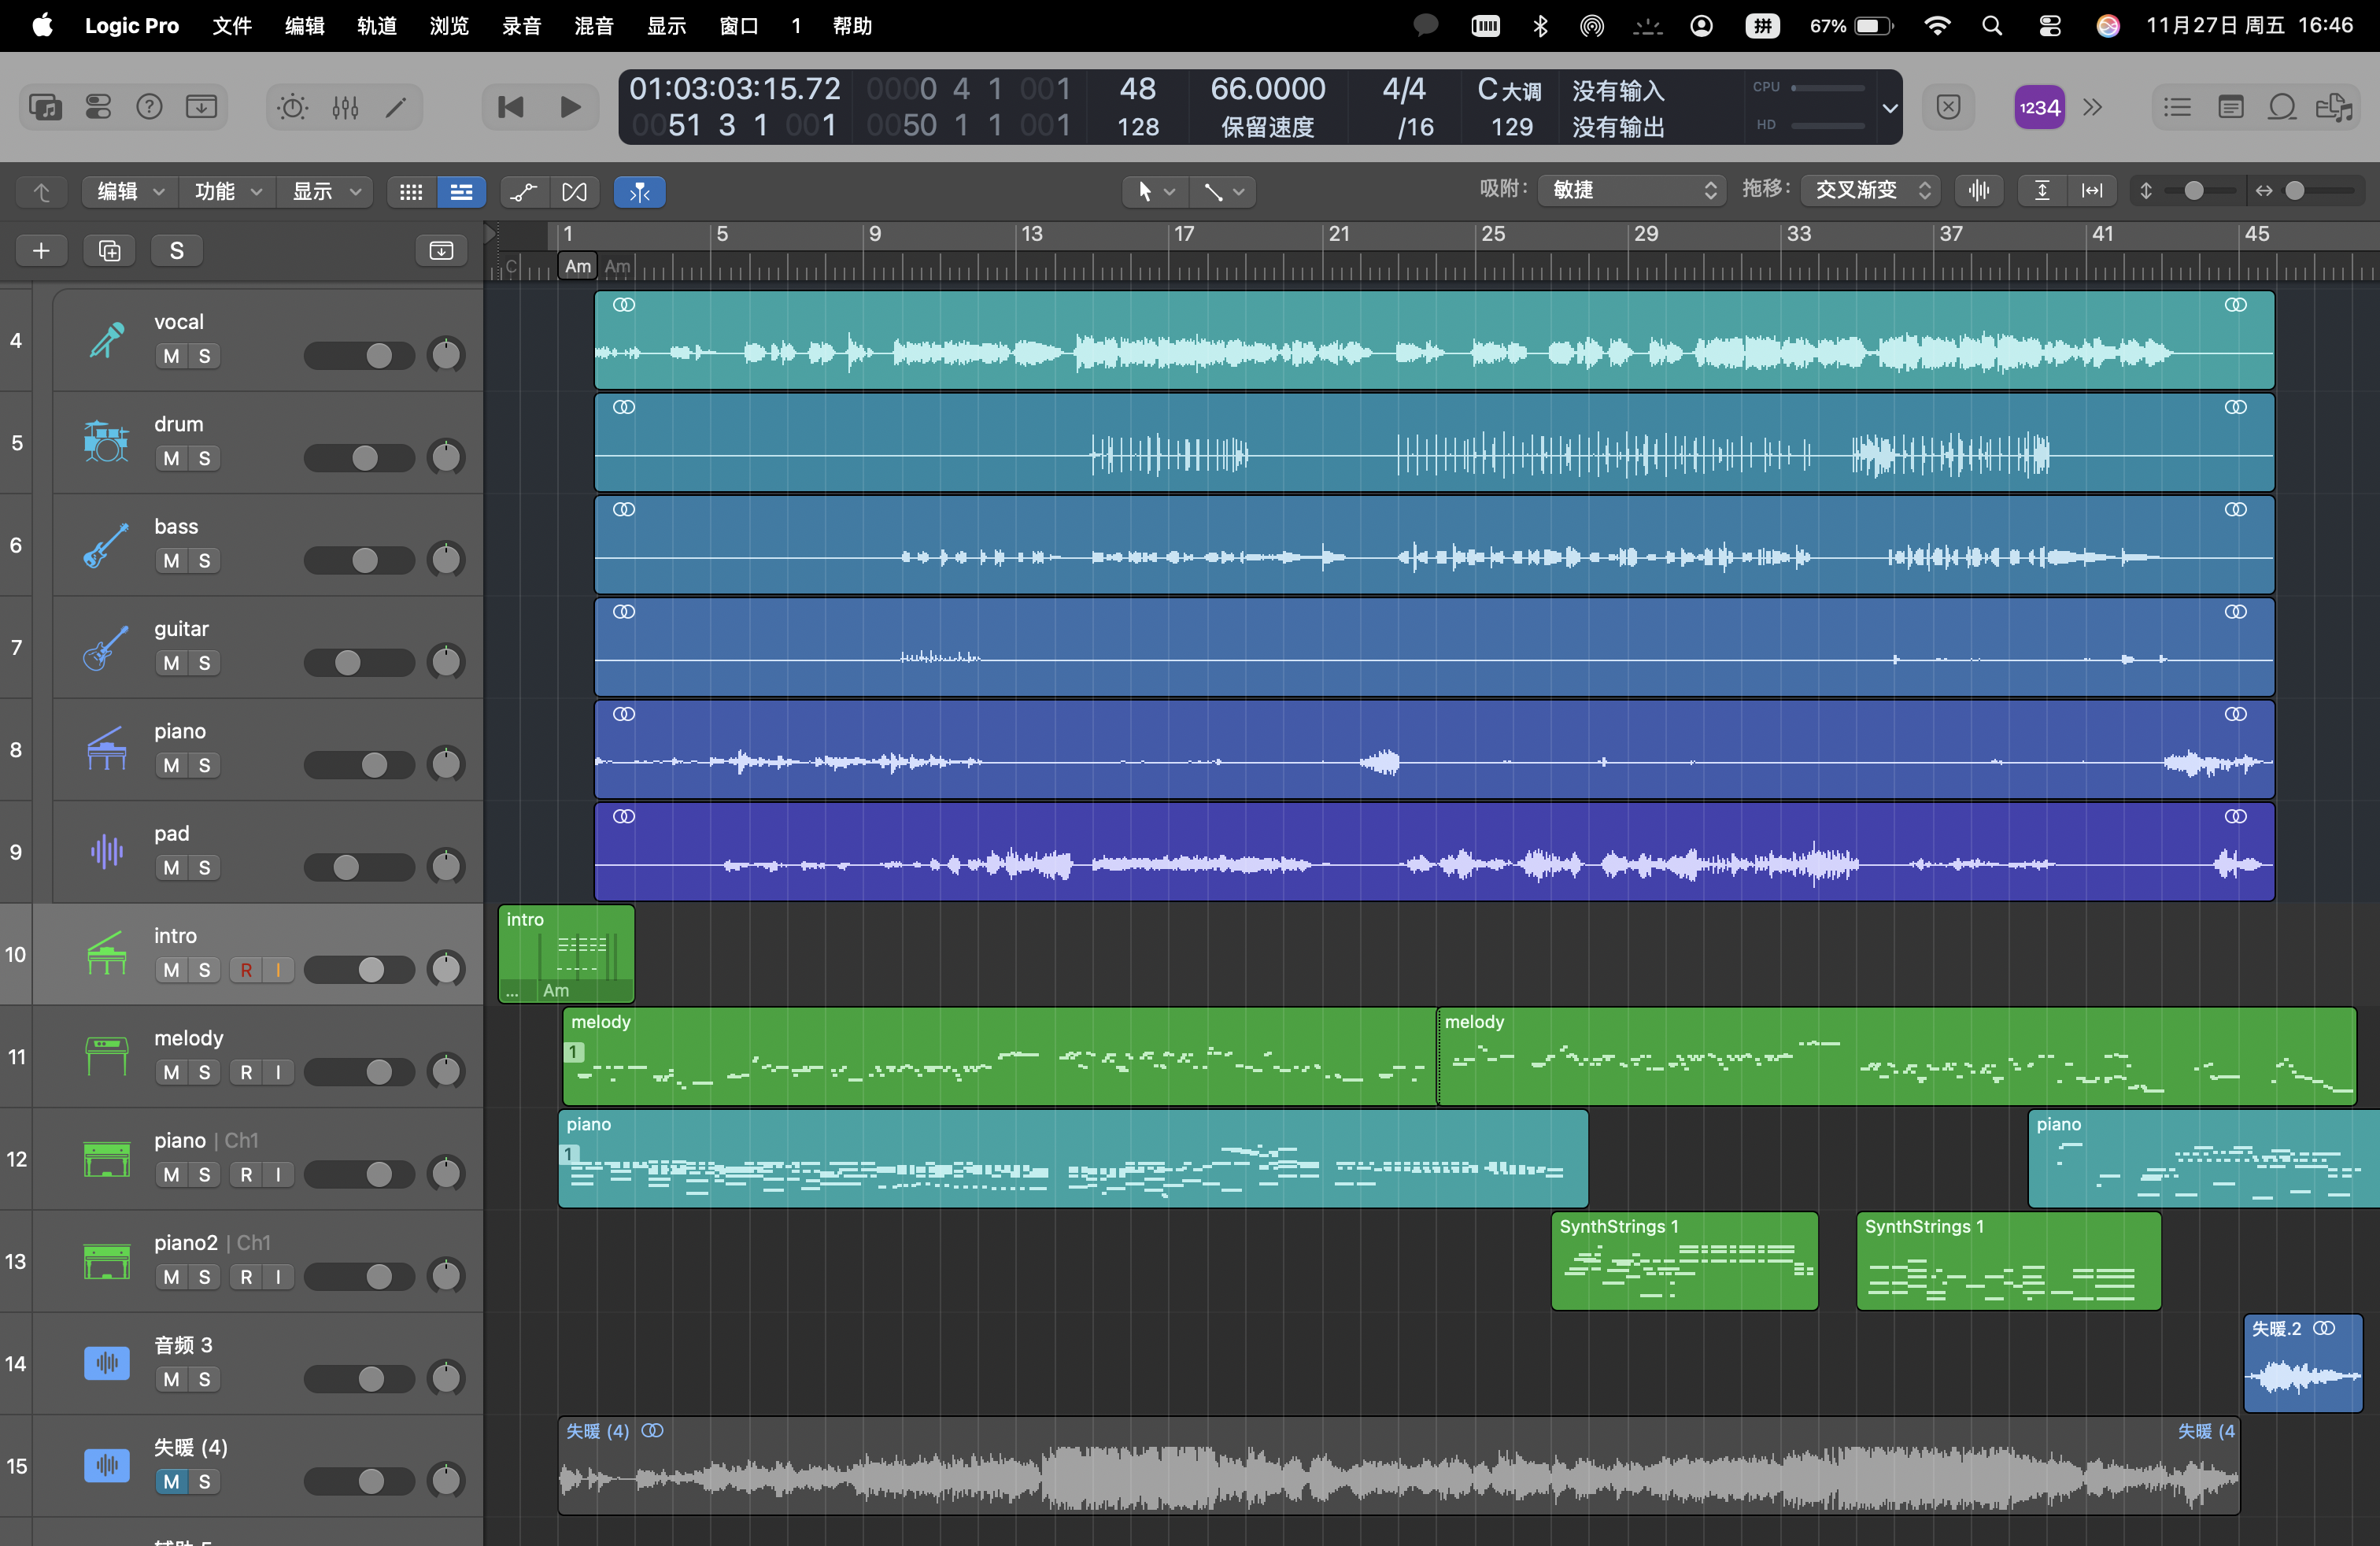 Logic Pro 文件 编辑 轨道 浏览 录音 混音 显示 窗口 1 帮助 拼 67% 11月27日 周五 16:46
01:03:03:15.72 0000 4 1 001 48 66.0000 4/4 C大调 没有输入 CPU
0051 3 1 001 0050 1 1 001 128 保留速度 /16 129 没有输出 HD
1234
编辑 功能 显示 吸附: 敏捷 拖移: 交叉渐变
S
1 5 9 13 17 21 25 29 33 37 41 45
C Am Am
4 vocal
M S
5 drum
M S
6 bass
M S
7 guitar
M S
8 piano
M S
9 pad
M S
10 intro
M S R I
intro
... Am
11 melody
M S R I
melody melody
1
12 piano | Ch1
M S R I
piano piano
1
13 piano2 | Ch1
M S R I
SynthStrings 1 SynthStrings 1
14 音频 3
M S
失暖.2
15 失暖 (4)
M S
失暖 (4) 失暖 (4